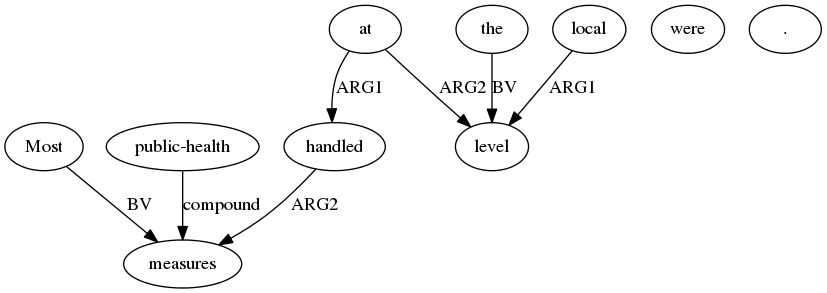 at the local were .
ARG1 ARG2 BV ARG1
Most public-health handled level
BV compound ARG2
measures